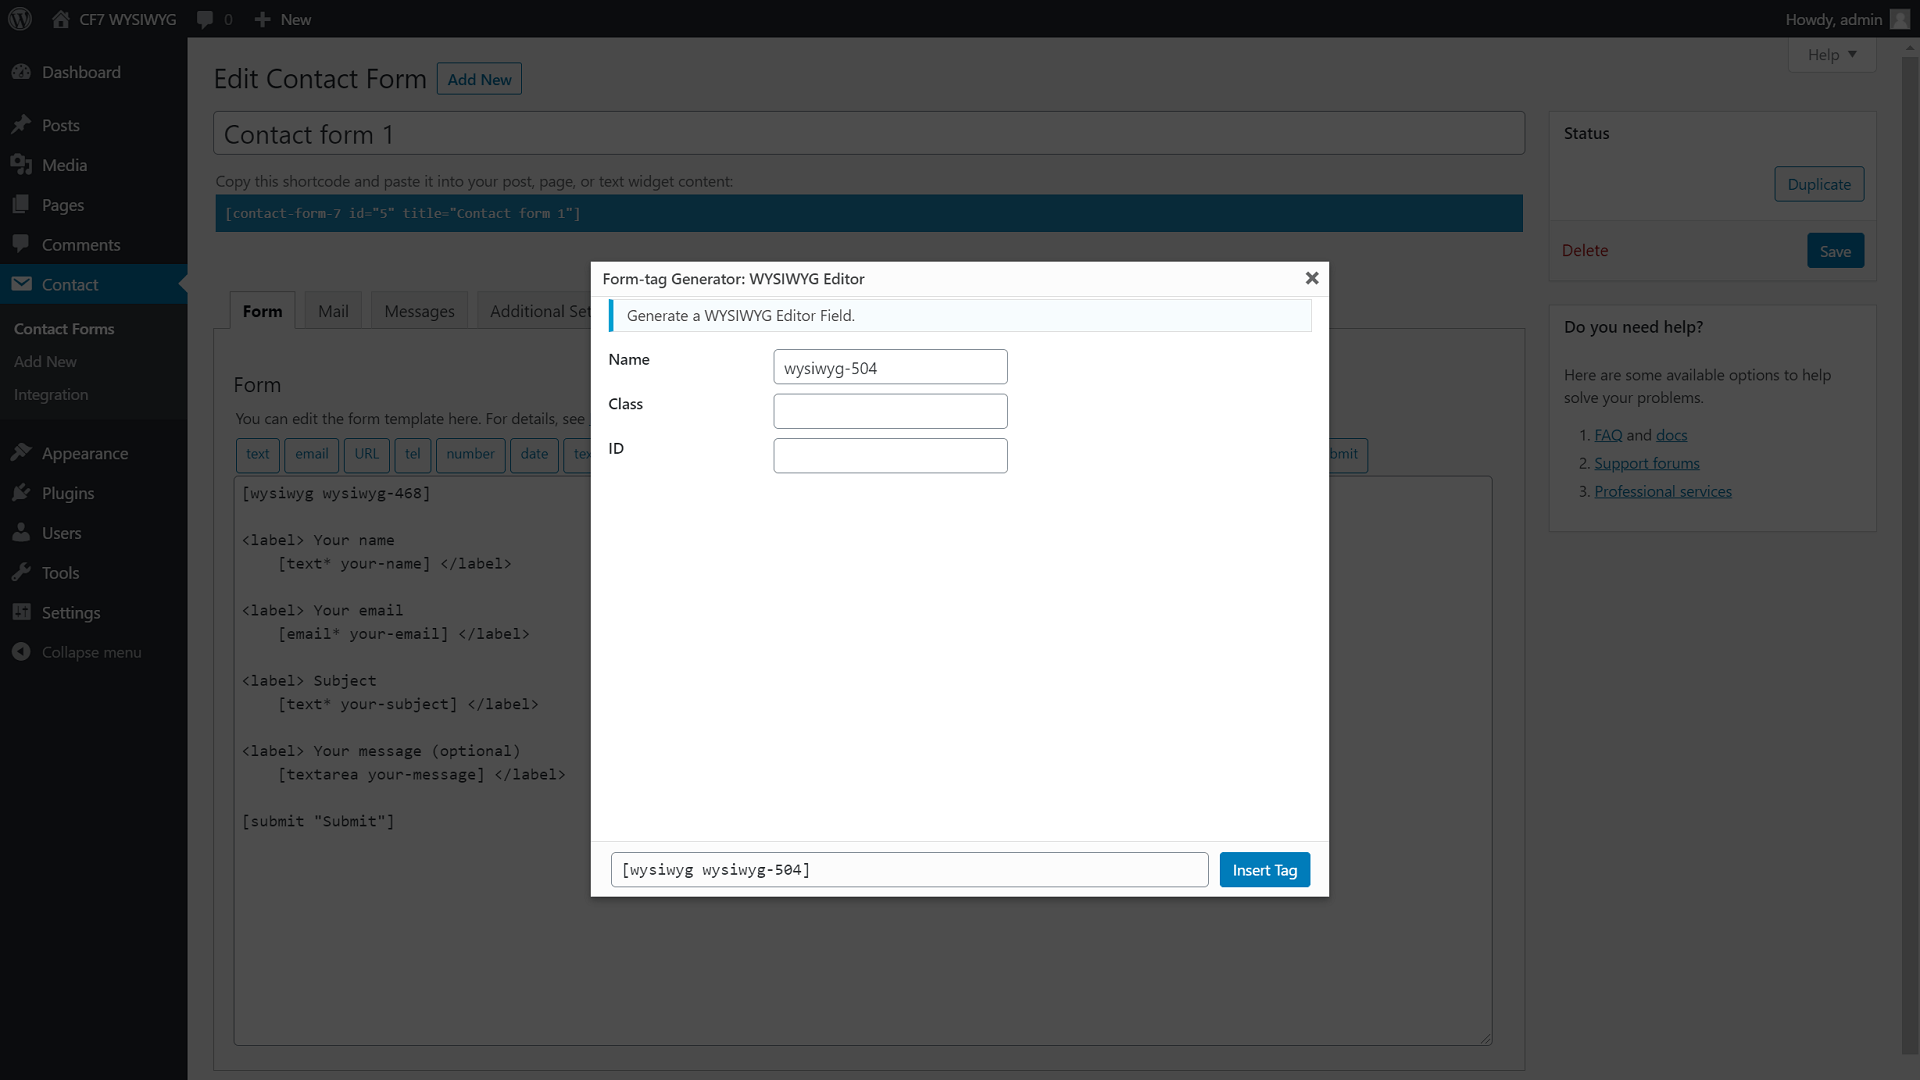 CF7 WYSIWYG 0 New Howdy, admin
Dashboard
Posts
Media
Pages
Comments
Contact
Contact Forms
Add New
Integration
Appearance
Plugins
Users
Tools
Settings
Collapse menu
Help
Edit Contact Form Add New
Contact form 1
Copy this shortcode and paste it into your post, page, or text widget content:
[contact-form-7 id="5" title="Contact form 1"]
Form Mail Messages Additional Set
Form
You can edit the form template here. For details, see
text email URL tel number date tex bmit
[wysiwyg wysiwyg-468]
<label> Your name
[text* your-name] </label>
<label> Your email
[email* your-email] </label>
<label> Subject
[text* your-subject] </label>
<label> Your message (optional)
[textarea your-message] </label>
[submit "Submit"]
Form-tag Generator: WYSIWYG Editor
Generate a WYSIWYG Editor Field.
Name wysiwyg-504
Class
ID
[wysiwyg wysiwyg-504] Insert Tag
Status
Duplicate
Delete Save
Do you need help?
Here are some available options to help
solve your problems.
1. FAQ and docs
2. Support forums
3. Professional services